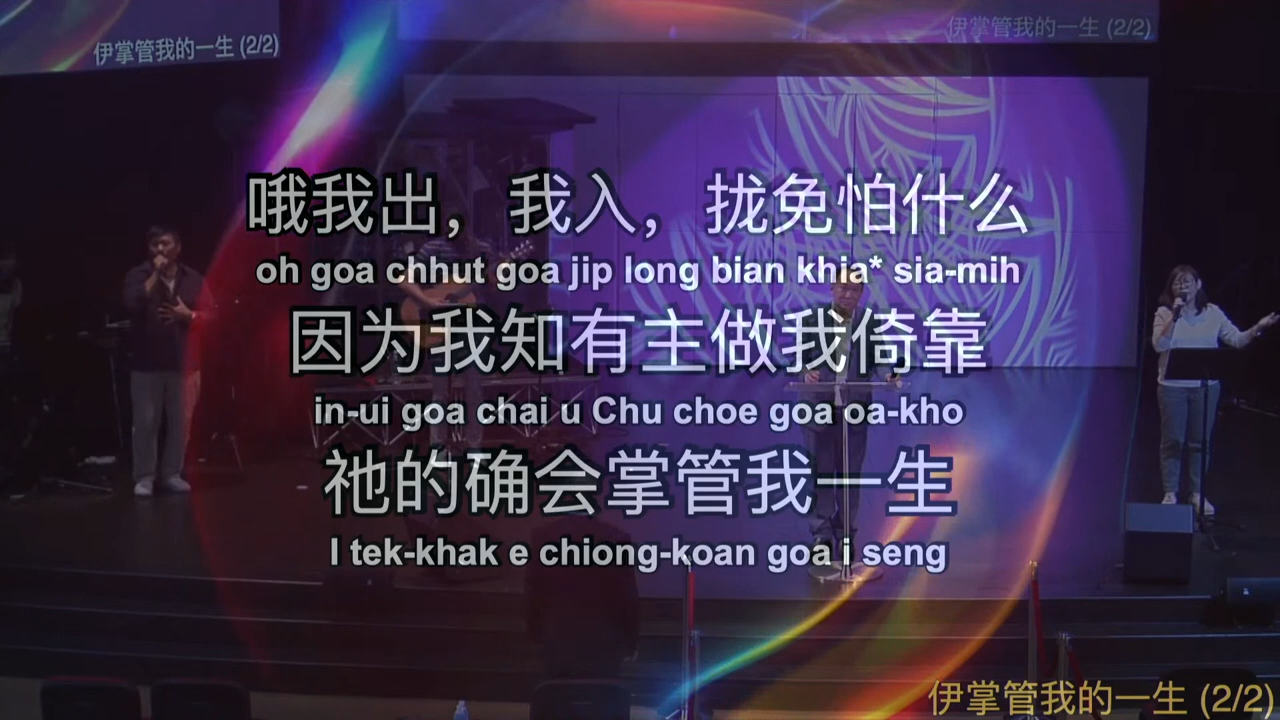 伊掌管我的一生 (2/2)
伊掌管我的一生 (2/2)
哦我出，我入，拢免怕什么
oh goa chhut goa jip long bian khia* sia-mih
因为我知有主做我倚靠
in-ui goa chai u Chu choe goa oa-kho
祂的确会掌管我一生
I tek-khak e chiong-koan goa i seng
伊掌管我的一生 (2/2)